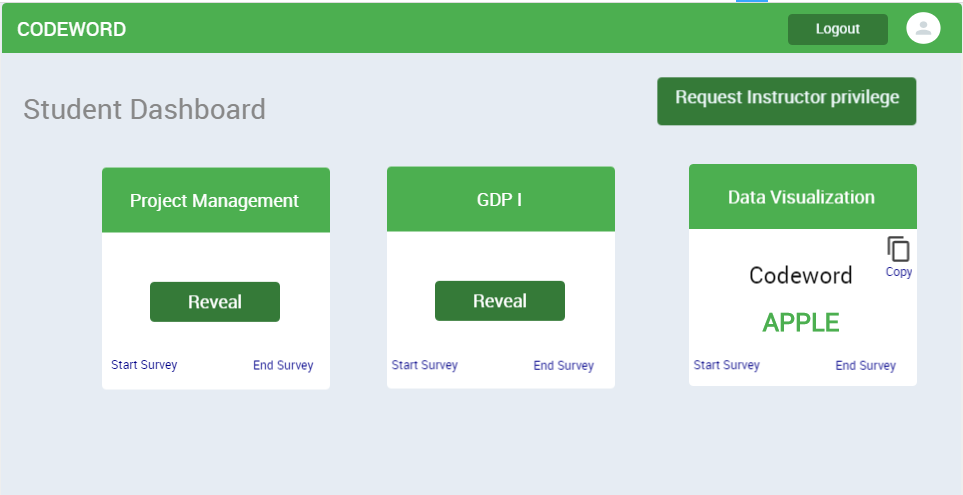 CODEWORD
Logout
Student Dashboard
Request Instructor privilege
Project Management
Reveal
Start Survey
End Survey
GDP I
Reveal
Start Survey
End Survey
Data Visualization
Copy
Codeword
APPLE
Start Survey
End Survey